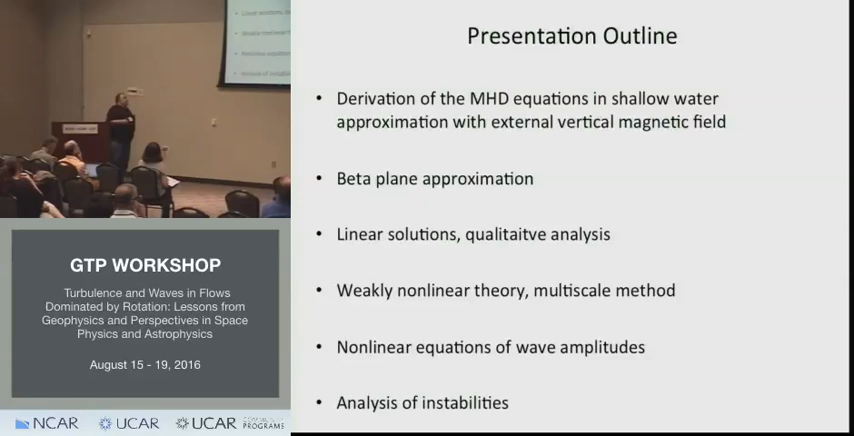 Presentation Outline
• Derivation of the MHD equations in shallow water
approximation with external vertical magnetic field
• Beta plane approximation
• Linear solutions, qualitaitve analysis
• Weakly nonlinear theory, multiscale method
• Nonlinear equations of wave amplitudes
• Analysis of instabilities
GTP WORKSHOP
Turbulence and Waves in Flows
Dominated by Rotation: Lessons from
Geophysics and Perspectives in Space
Physics and Astrophysics
August 15 - 19, 2016
NCAR
UCAR
UCAR
PROGRAMS